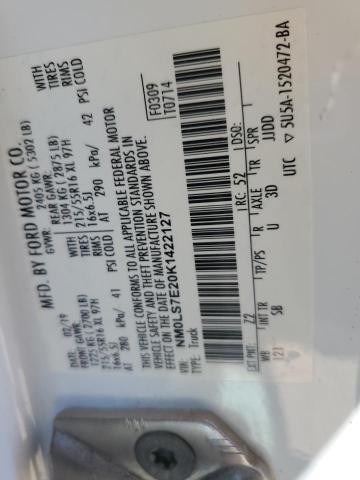 MFD. BY FORD MOTOR CO.
02/19 GVWR: 2405 KG ( 5302 LB)
FRONT GAWR: 1225 KG (2700 LB) 215/55R16 XL 97H 16x6.5J AT 280 kPa/ 41 PSI COLD
REAR GAWR: 1304 KG (2875 LB) 215/55R16 XL 97H 16x6.5J AT 290 kPa/ 42 PSI COLD
WITH TIRES RIMS
WITH TIRES RIMS
THIS VEHICLE CONFORMS TO ALL APPLICABLE FEDERAL MOTOR
VEHICLE SAFETY AND THEFT PREVENTION STANDARDS IN EFFECT
ON THE DATE OF MANUFACTURE SHOWN ABOVE.
VIN: NM0LS7E20K1422127
TYPE: Truck
F0309
T0714
EXT PNT: Z2 RC: 52 DSO:
WB INT TR TP/PS R AXLE TR SPR
121 SB U 3D JJDD
UTC ▽ 5U5A-1520472-BA